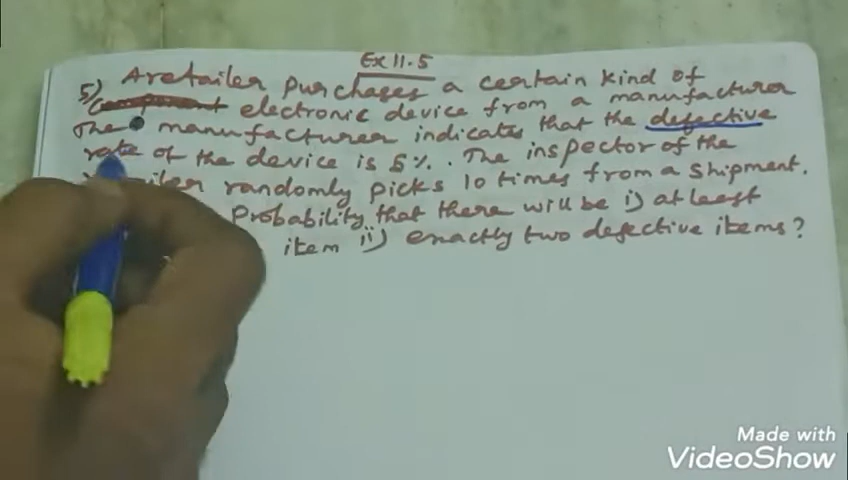 Ex 11.5
5) A retailer purchases a certain kind of
electronic device from a manufacturer
The manufacturer indicates that the defective
rate of the device is 5%. The inspector of the
randomly picks 10 times from a shipment.
Probability that there will be i) at least
item ii) exactly two defective items?
Made with
VideoShow